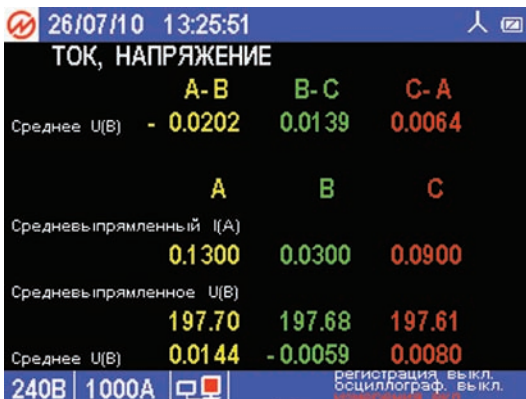 26/07/10 13:25:51
ТОК, НАПРЯЖЕНИЕ
A-B B-C C-A
Среднее U(В) - 0.0202 0.0139 0.0064
A B C
Средневыпрямленный I(А)
0.1300 0.0300 0.0900
Средневыпрямленное U(В)
197.70 197.68 197.61
Среднее U(В) 0.0144 - 0.0059 0.0080
регистрация выкл.
240В 1000А осциллограф. выкл.